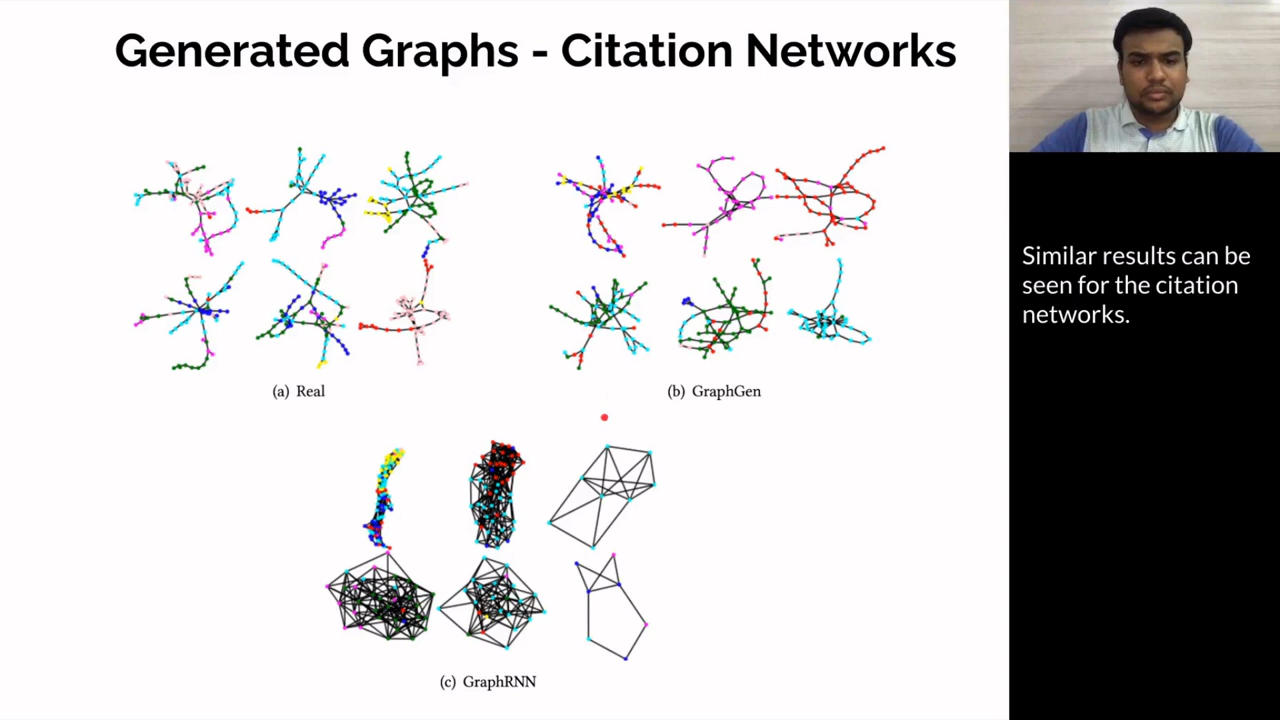 Generated Graphs - Citation Networks
(a) Real
(b) GraphGen
(c) GraphRNN
Similar results can be
seen for the citation
networks.